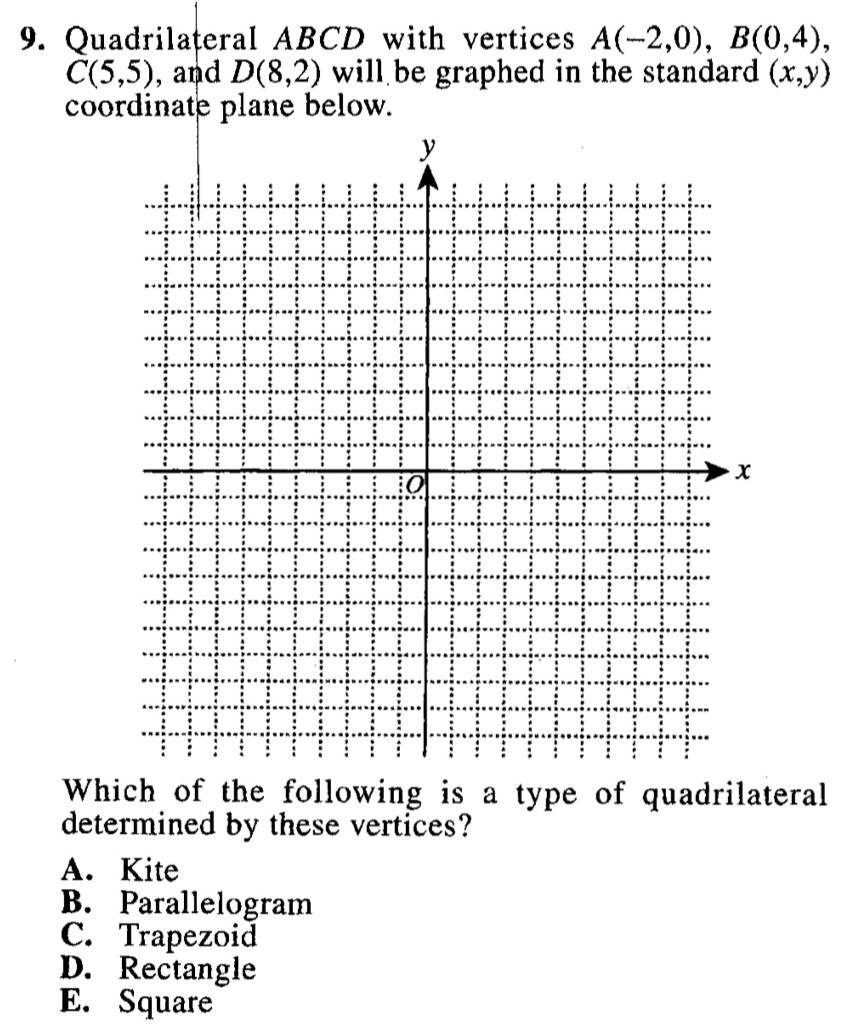 9. Quadrilateral ABCD with vertices A(−2,0), B(0,4),
C(5,5), and D(8,2) will be graphed in the standard (x,y)
coordinate plane below.
y
x
O
Which of the following is a type of quadrilateral
determined by these vertices?
A. Kite
B. Parallelogram
C. Trapezoid
D. Rectangle
E. Square